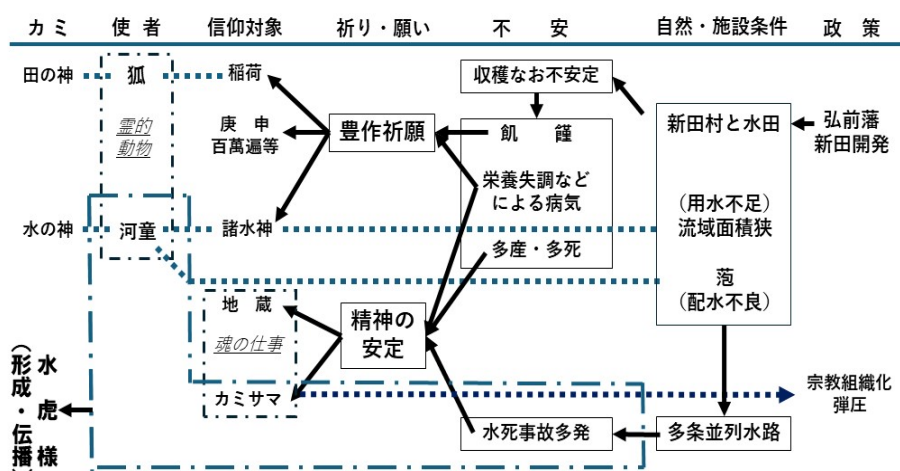 カミ　使者　信仰対象　祈り・願い　不安　自然・施設条件　政策
田の神　狐　稲荷
収穫なお不安定
霊的
動物
庚申
百萬遍等
豊作祈願
飢饉
新田村と水田
弘前藩
新田開発
栄養失調など
による病気
（用水不足）
流域面積狭
水の神　河童　諸水神
多産・多死
萢
（配水不良）
地蔵
魂の仕事
カミサマ
精神の
安定
宗教組織化
弾圧
水死事故多発
多条並列水路
水虎様
（形成・伝播）